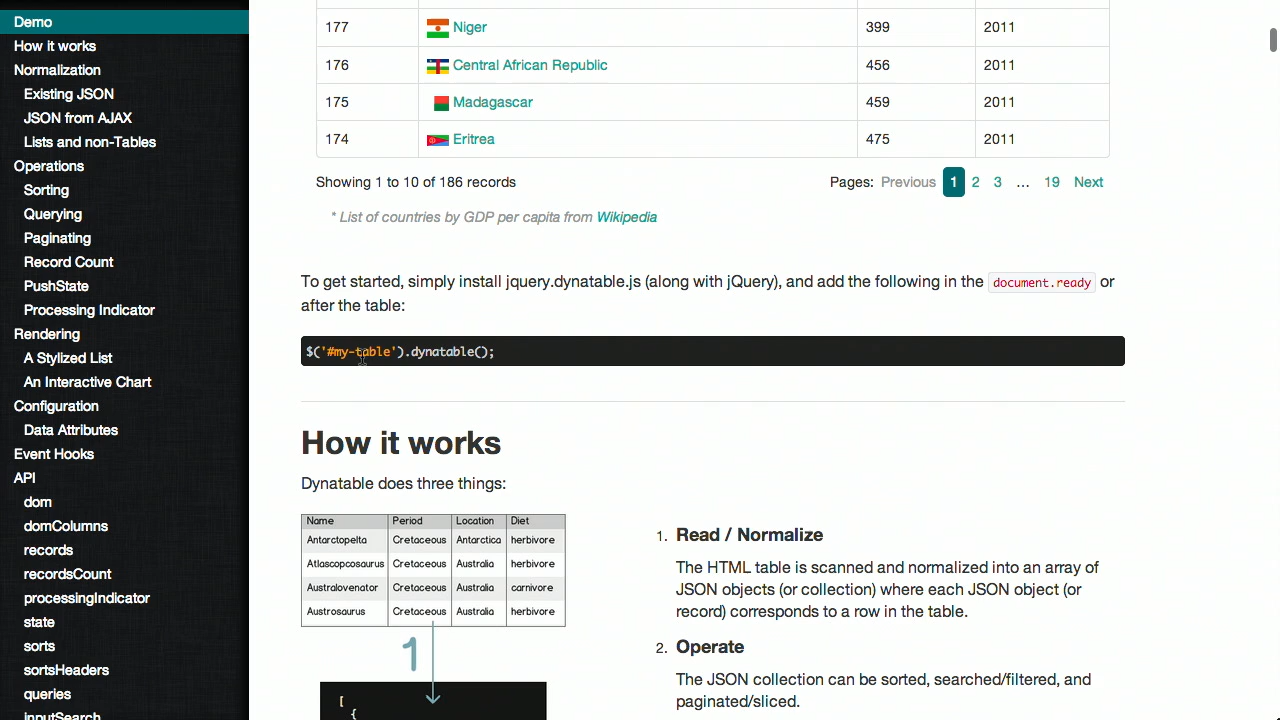 Demo
How it works
Normalization
Existing JSON
JSON from AJAX
Lists and non-Tables
Operations
Sorting
Querying
Paginating
Record Count
PushState
Processing Indicator
Rendering
A Stylized List
An Interactive Chart
Configuration
Data Attributes
Event Hooks
API
dom
domColumns
records
recordsCount
processingIndicator
state
sorts
sortsHeaders
queries
inputSearch
177 Niger 399 2011
176 Central African Republic 456 2011
175 Madagascar 459 2011
174 Eritrea 475 2011
Showing 1 to 10 of 186 records Pages: Previous 1 2 3 … 19 Next
* List of countries by GDP per capita from Wikipedia
To get started, simply install jquery.dynatable.js (along with jQuery), and add the following in the document.ready or
after the table:
$('#my-table').dynatable();
How it works
Dynatable does three things:
Name Period Location Diet
Antarctopelta Cretaceous Antarctica herbivore
Atlascopcosaurus Cretaceous Australia herbivore
Australovenator Cretaceous Australia carnivore
Austrosaurus Cretaceous Australia herbivore
1
[
{
1. Read / Normalize
The HTML table is scanned and normalized into an array of
JSON objects (or collection) where each JSON object (or
record) corresponds to a row in the table.
2. Operate
The JSON collection can be sorted, searched/filtered, and
paginated/sliced.